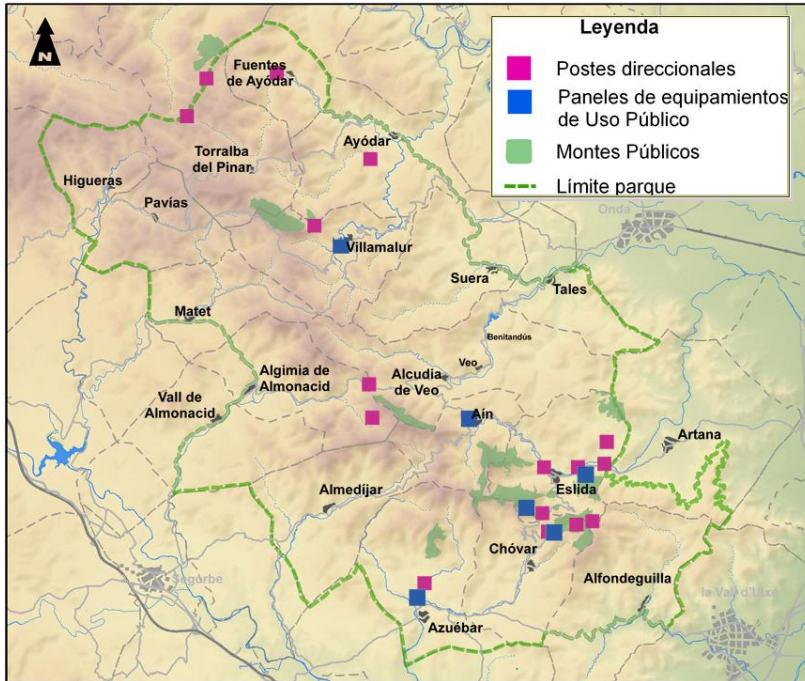 N
Leyenda
Postes direccionales
Paneles de equipamientos
de Uso Público
Montes Públicos
Límite parque
Fuentes
de Ayódar
Ayódar
Torralba
del Pinar
Higueras
Pavías
Villamalur
Onda
Suera
Tales
Matet
Benitandús
Veo
Algimia de
Almonacid
Alcudia
de Veo
Vall de
Almonacid
Aín
Artana
Almedíjar
Eslida
Chóvar
Segorbe
Alfondeguilla
la Vall d'Uixó
Azuébar